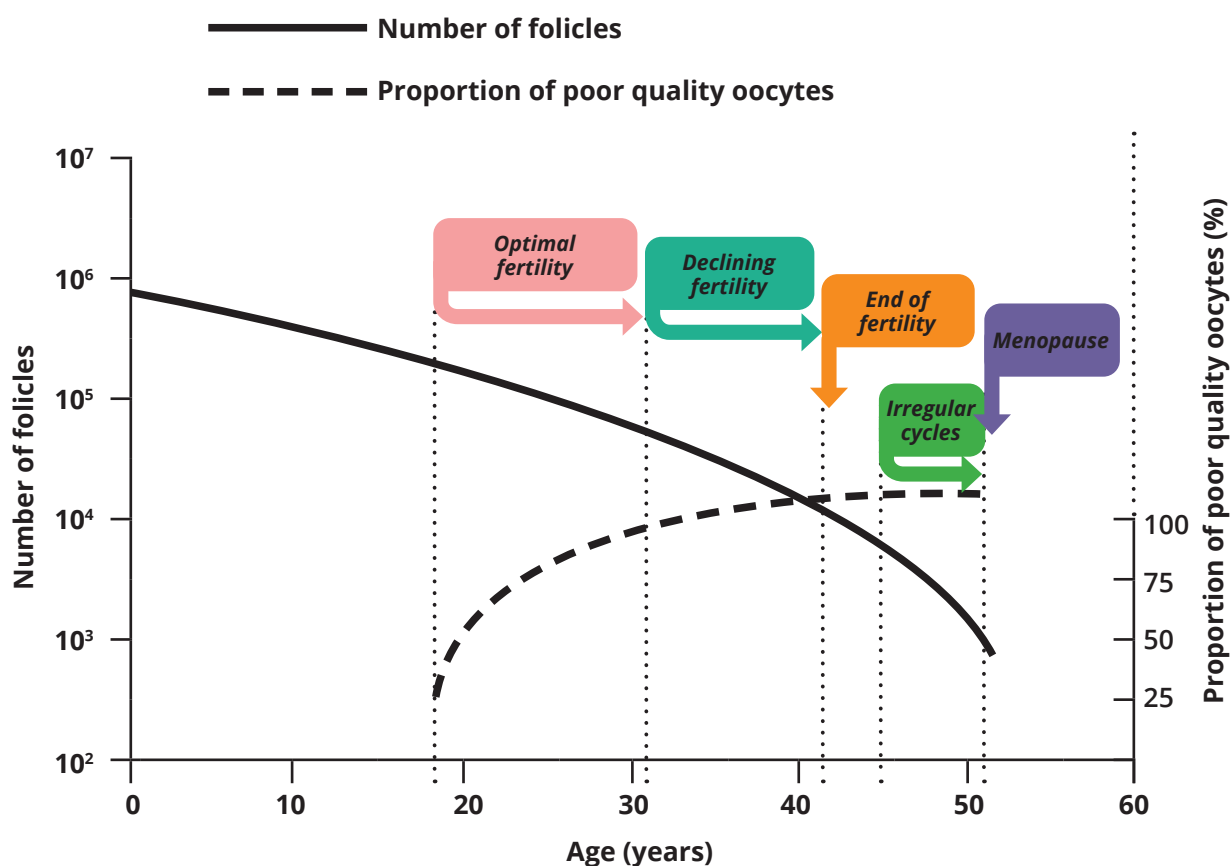 Number of follicles
Proportion of poor quality oocytes
Number of follicles
10⁷
10⁶
10⁵
10⁴
10³
10²
Optimal
fertility
Declining
fertility
End of
fertility
Menopause
Irregular
cycles
100
75
50
25
Proportion of poor quality oocytes (%)
0
10
20
30
40
50
60
Age (years)